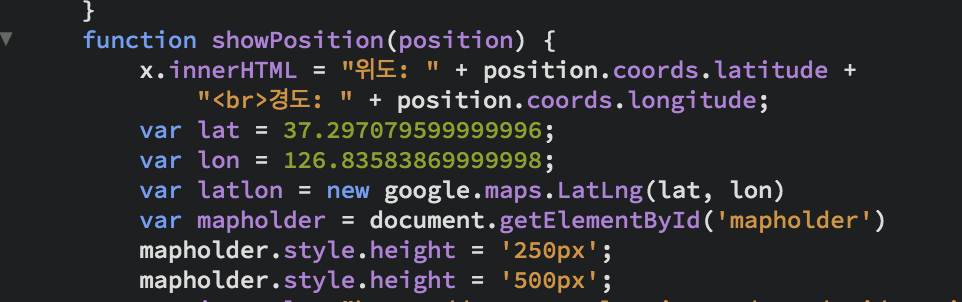 }
function showPosition(position) {
x.innerHTML = "위도: " + position.coords.latitude +
"<br>경도: " + position.coords.longitude;
var lat = 37.297079599999996;
var lon = 126.83583869999998;
var latlon = new google.maps.LatLng(lat, lon)
var mapholder = document.getElementById('mapholder')
mapholder.style.height = '250px';
mapholder.style.height = '500px';